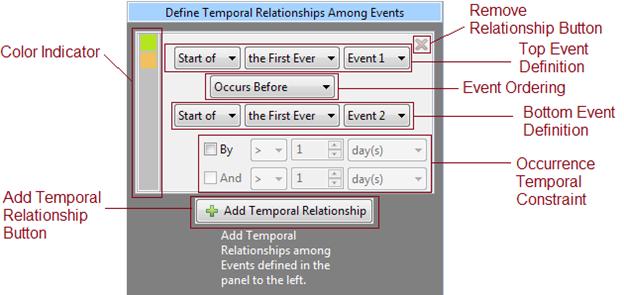 Define Temporal Relationships Among Events
Remove
Relationship Button
Color Indicator
Start of the First Ever Event 1
Top Event
Definition
Occurs Before
Event Ordering
Start of the First Ever Event 2
Bottom Event
Definition
By > 1 day(s)
And > 1 day(s)
Occurrence
Temporal
Constraint
Add Temporal
Relationship
Button
Add Temporal Relationship
Add Temporal
Relationships among
Events defined in the
panel to the left.